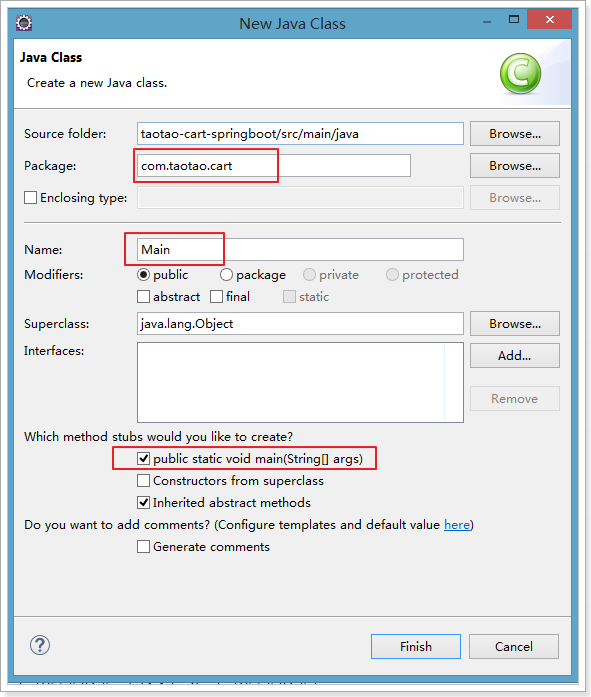 New Java Class
Java Class
Create a new Java class.
C
Source folder: taotao-cart-springboot/src/main/java Browse...
Package: com.taotao.cart Browse...
Enclosing type: Browse...
Name: Main
Modifiers: public package private protected
abstract final static
Superclass: java.lang.Object Browse...
Interfaces: Add...
Remove
Which method stubs would you like to create?
public static void main(String[] args)
Constructors from superclass
Inherited abstract methods
Do you want to add comments? (Configure templates and default value here)
Generate comments
? Finish Cancel